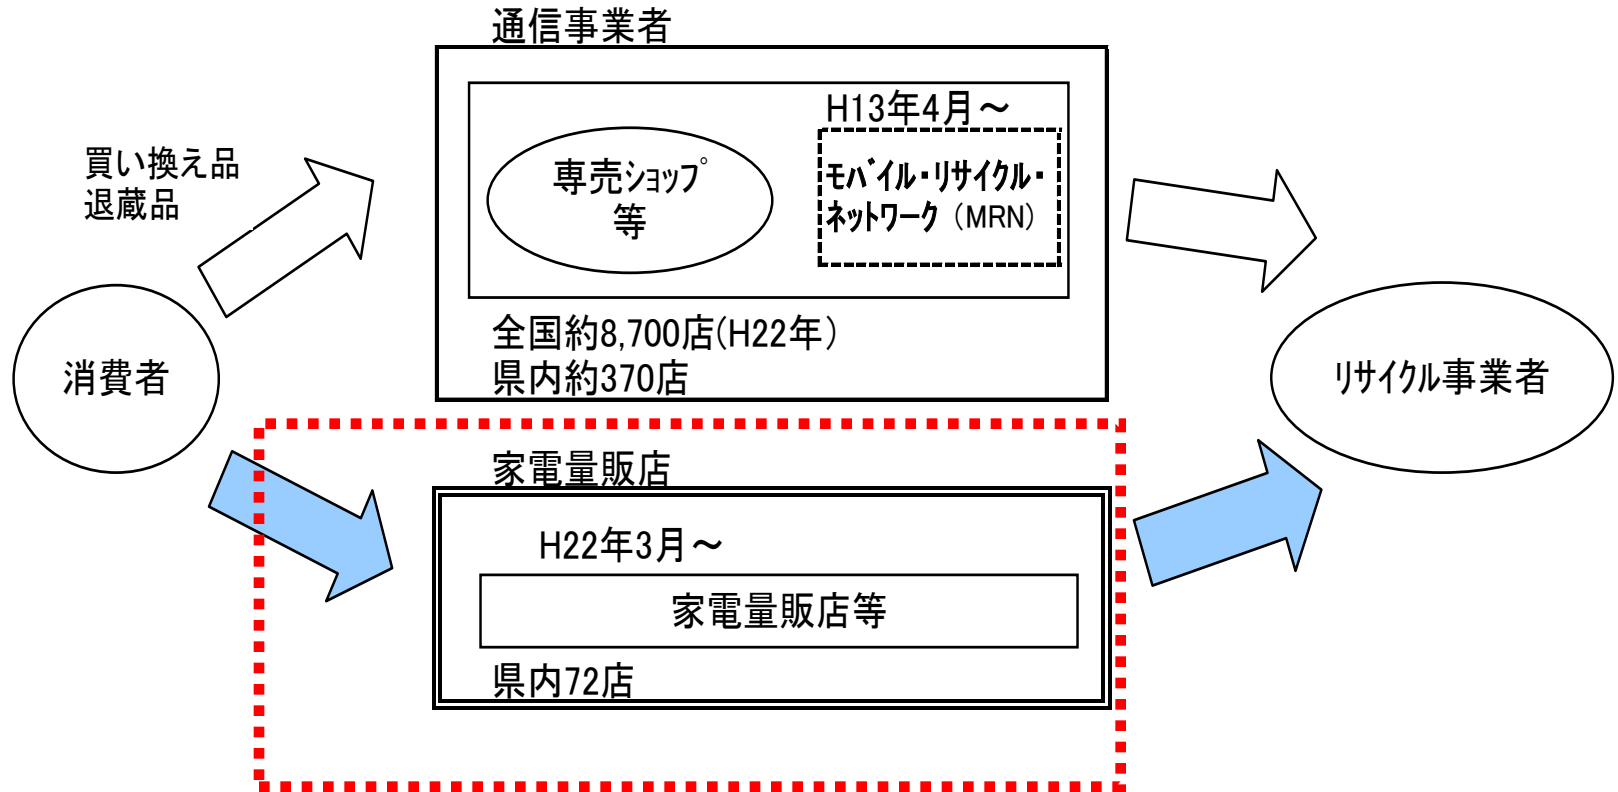 通信事業者
H13年4月～
買い換え品
退蔵品
専売ｼｮｯﾌﾟ
等
ﾓﾊﾞｲﾙ・ﾘｻｲｸﾙ・
ﾈｯﾄﾜｰｸ（MRN）
全国約8,700店(H22年）
県内約370店
消費者
ﾘｻｲｸﾙ事業者
家電量販店
H22年3月～
家電量販店等
県内72店